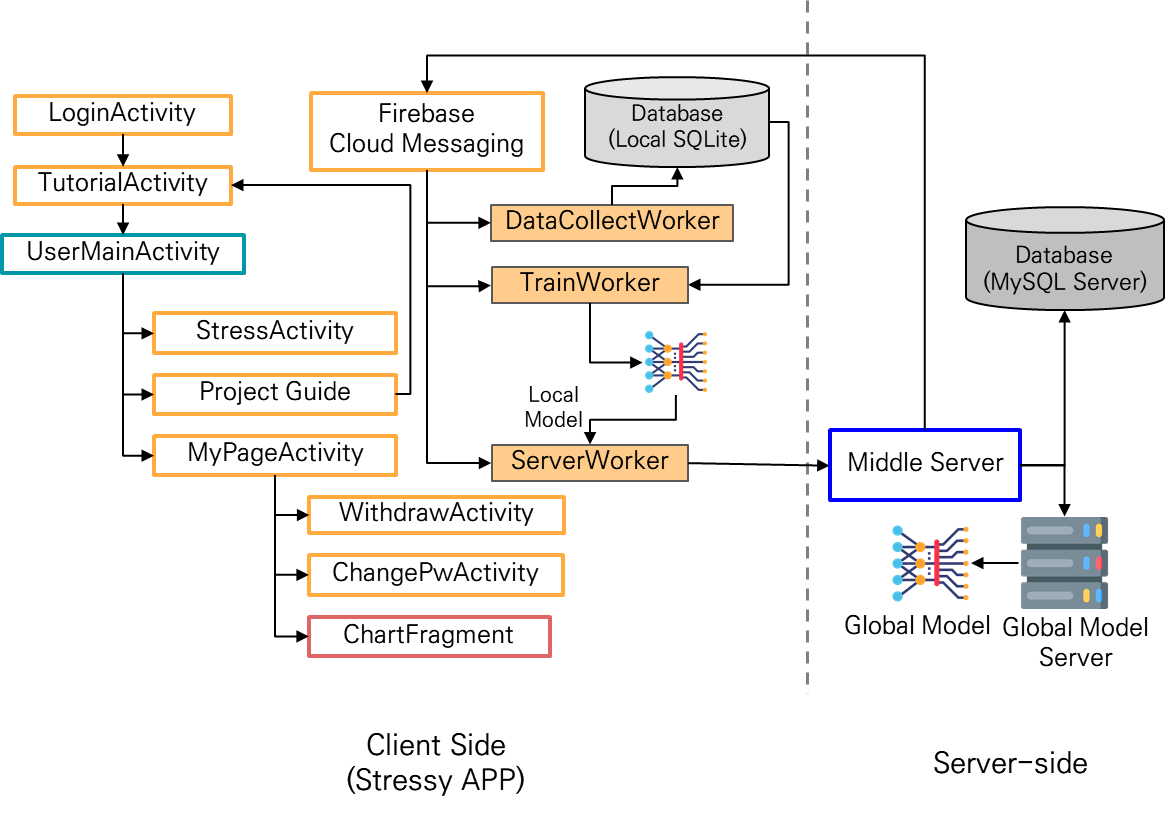 LoginActivity
TutorialActivity
UserMainActivity
StressActivity
Project Guide
MyPageActivity
WithdrawActivity
ChangePwActivity
ChartFragment
Firebase
Cloud Messaging
Database
(Local SQLite)
DataCollectWorker
TrainWorker
Local
Model
ServerWorker
Middle Server
Database
(MySQL Server)
Global Model
Global Model
Server
Client Side
(Stressy APP)
Server-side